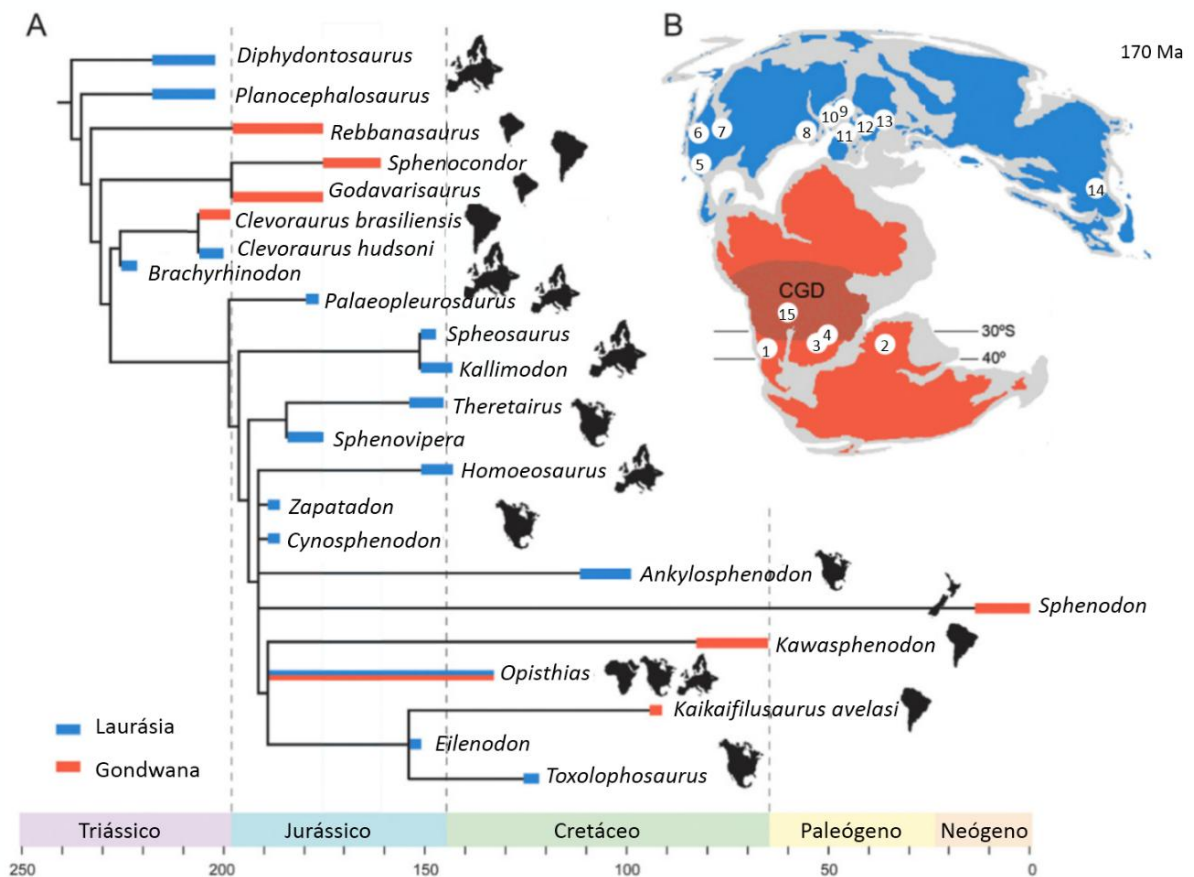 A
B
170 Ma
Diphydontosaurus
Planocephalosaurus
Rebbanasaurus
Sphenocondor
Godavarisaurus
Clevoraurus brasiliensis
Clevoraurus hudsoni
Brachyrhinodon
Palaeopleurosaurus
Spheosaurus
Kallimodon
Theretairus
Sphenovipera
Homoeosaurus
Zapatadon
Cynosphenodon
Ankylosphenodon
Sphenodon
Kawasphenodon
Opisthias
Kaikaifilusaurus avelasi
Eilenodon
Toxolophosaurus
Laurásia
Gondwana
6 7 8 10 9 11 12 13
5
14
CGD
15
30ºS
1 3 4 2
40º
Triássico Jurássico Cretáceo Paleógeno Neógeno
250 200 150 100 50 0